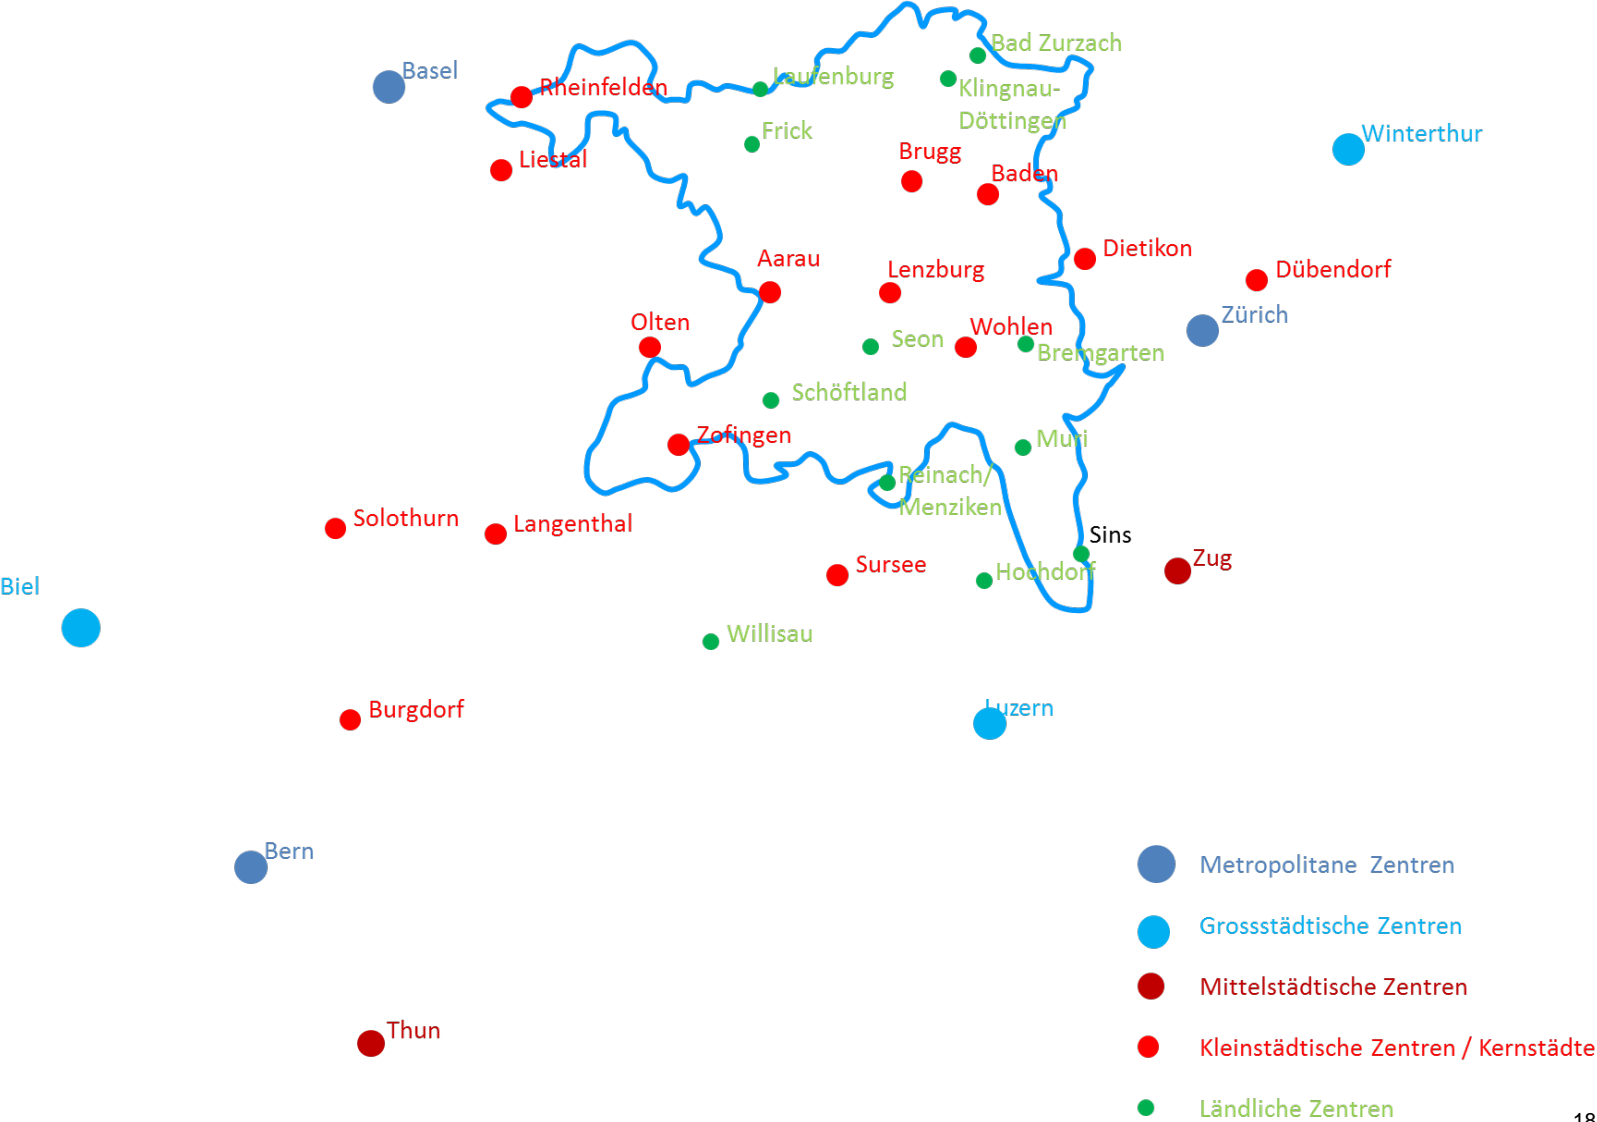 Bad Zurzach
Basel
Laufenburg
Rheinfelden
Klingnau-
Döttingen
Frick
Winterthur
Brugg
Liestal
Baden
Dietikon
Aarau
Lenzburg
Dübendorf
Zürich
Olten
Wohlen
Seon
Bremgarten
Schöftland
Zofingen
Muri
Reinach/
Menziken
Solothurn
Langenthal
Sins
Zug
Sursee
Hochdorf
Biel
Willisau
Burgdorf
Luzern
Bern
Metropolitane Zentren
Grossstädtische Zentren
Mittelstädtische Zentren
Thun
Kleinstädtische Zentren / Kernstädte
Ländliche Zentren
18